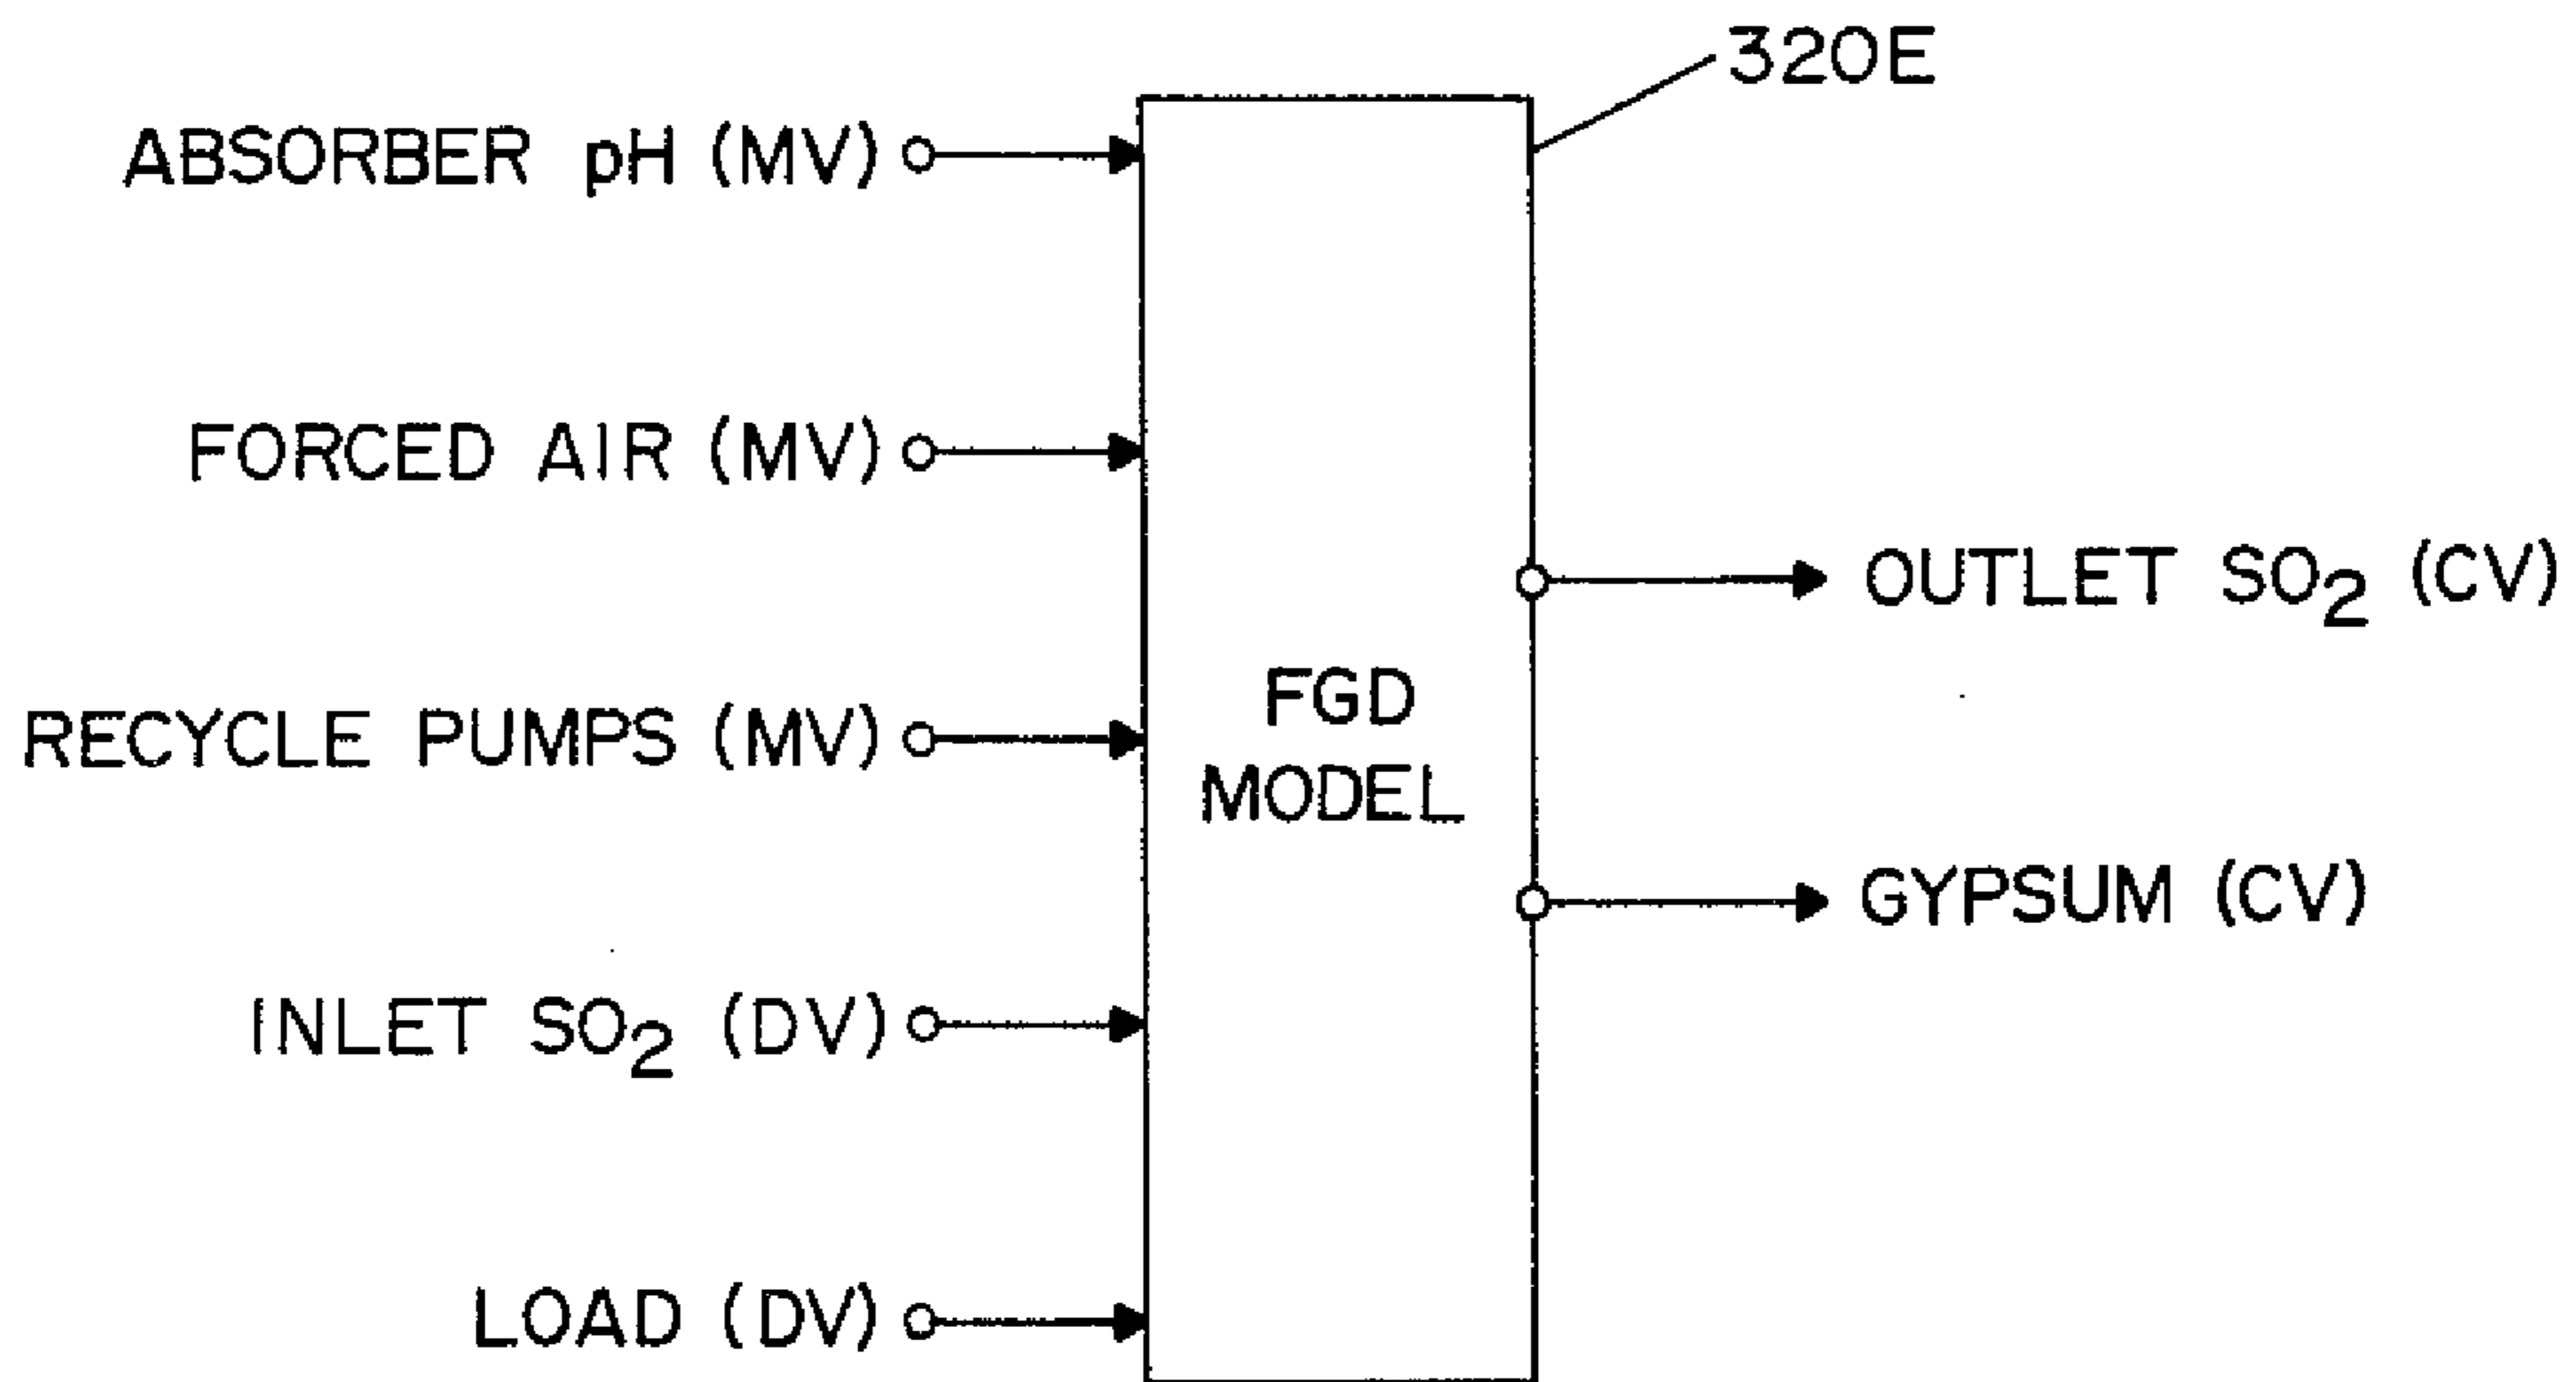 320E
ABSORBER pH (MV)
FORCED AIR (MV)
RECYCLE PUMPS (MV)
INLET SO₂ (DV)
LOAD (DV)
FGD
MODEL
OUTLET SO₂ (CV)
GYPSUM (CV)